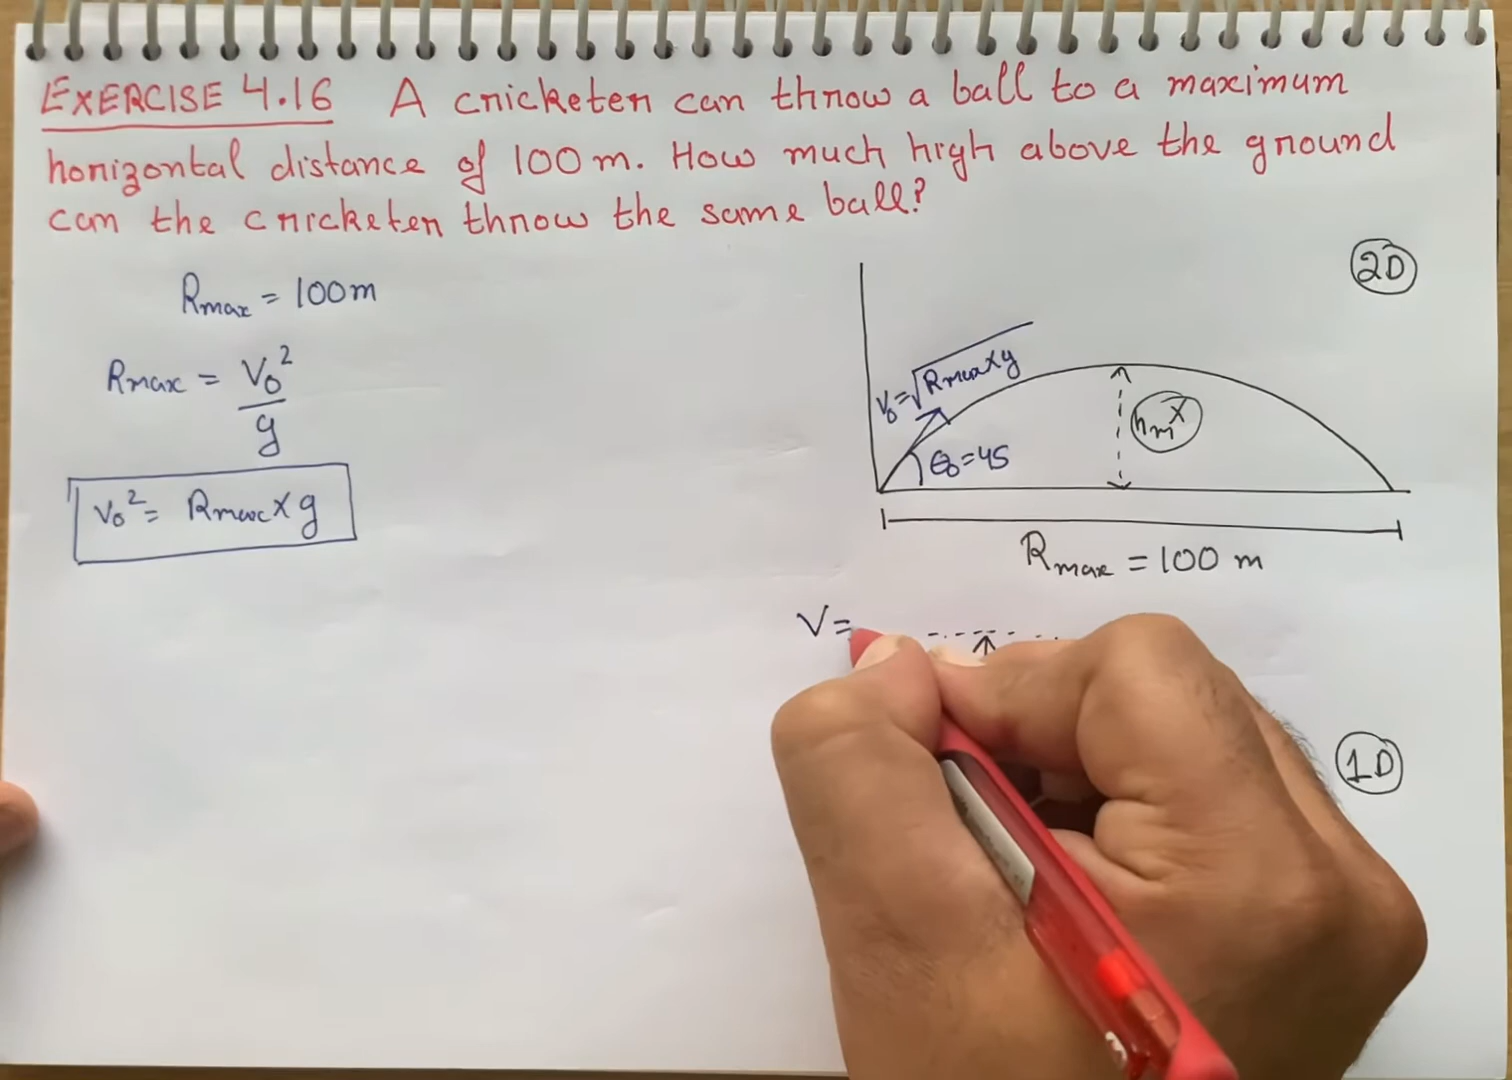 EXERCISE 4.16 A cricketer can throw a ball to a maximum
horizontal distance of 100 m. How much high above the ground
can the cricketer throw the same ball?
Rmax = 100m
Rmax = V₀²/g
V₀² = Rmax × g
2D
V₀ = √Rmax × g
hm X
θ₀ = 45
Rmax = 100 m
V =
1D